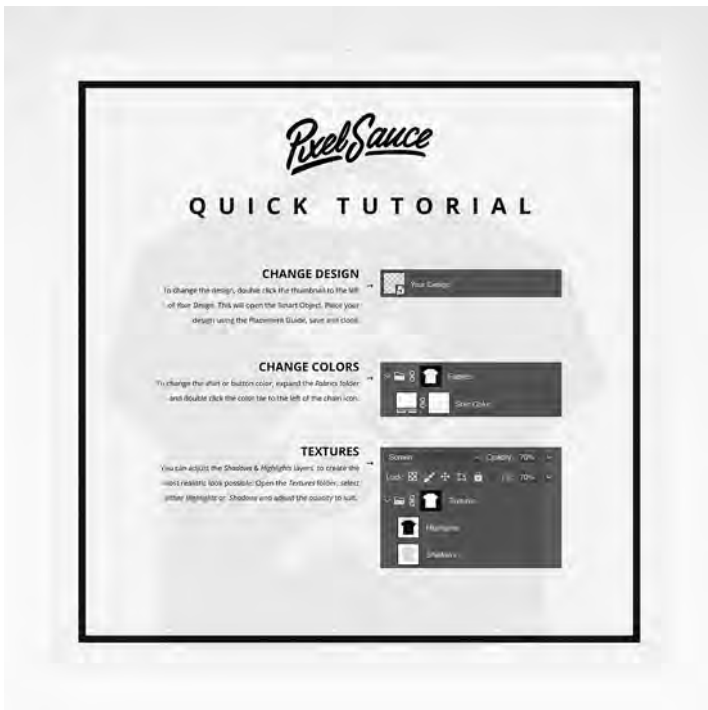 PixelSauce
QUICK TUTORIAL
CHANGE DESIGN
To change the design, double click the thumbnail to the left
of Your Design. This will open the Smart Object. Place your
design using the Placement Guide, save and close.
Your Design
CHANGE COLORS
To change the shirt or button color, expand the Fabrics folder
and double click the color tile to the left of the chain icon.
Fabrics
Shirt Color
TEXTURES
You can adjust the Shadows & Highlights layers, to create the
most realistic look possible. Open the Textures folder, select
either Highlights or Shadows and adjust the opacity to suit.
Screen
Opacity: 70%
Lock:
Fill: 70%
Textures
Highlights
Shadows